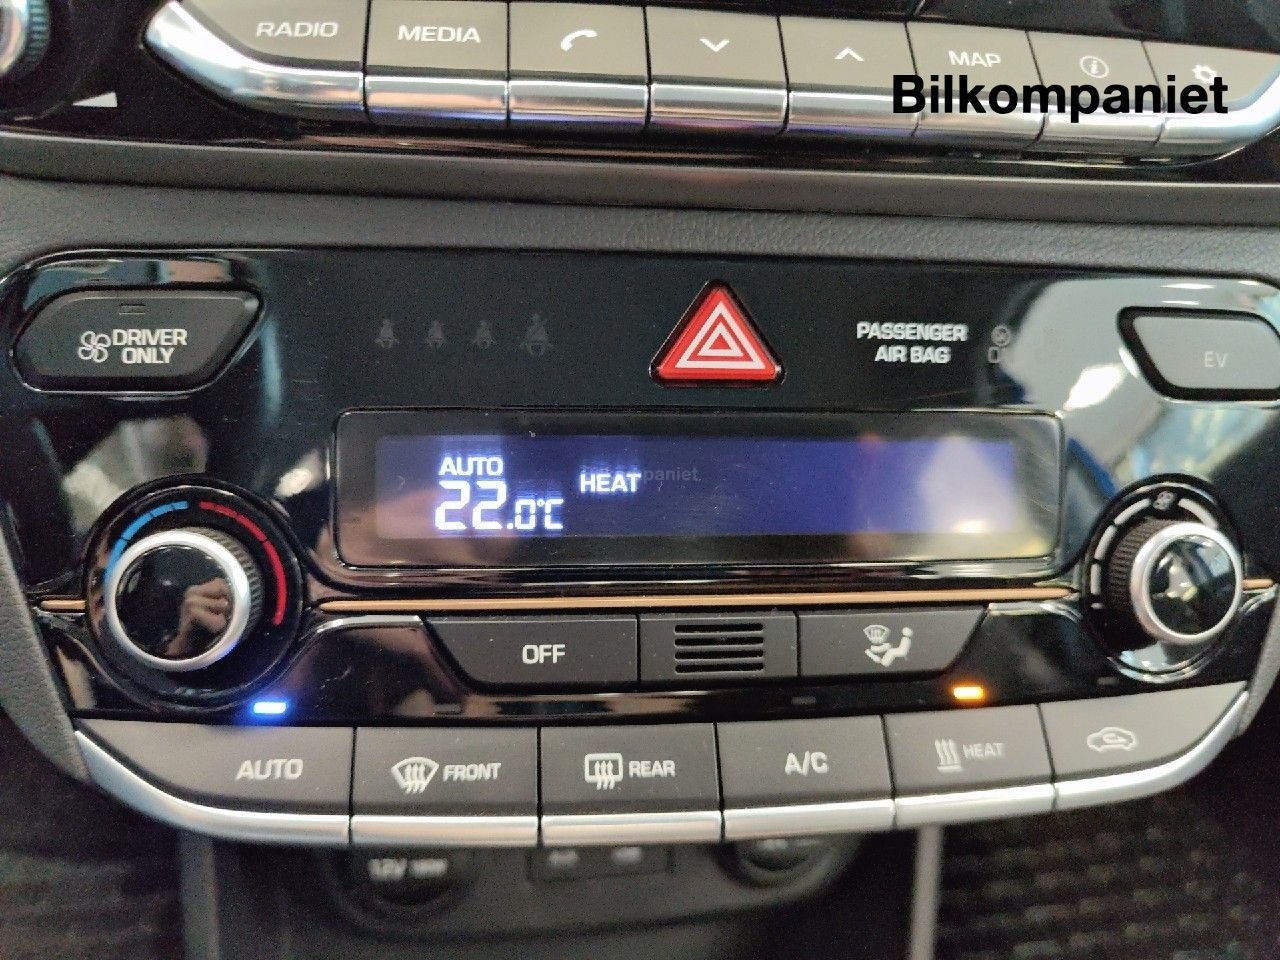 RADIO
MEDIA
MAP
Bilkompaniet
DRIVER
ONLY
PASSENGER
AIR BAG
EV
AUTO
22.0°C
HEAT
OFF
AUTO
FRONT
REAR
A/C
HEAT
12V